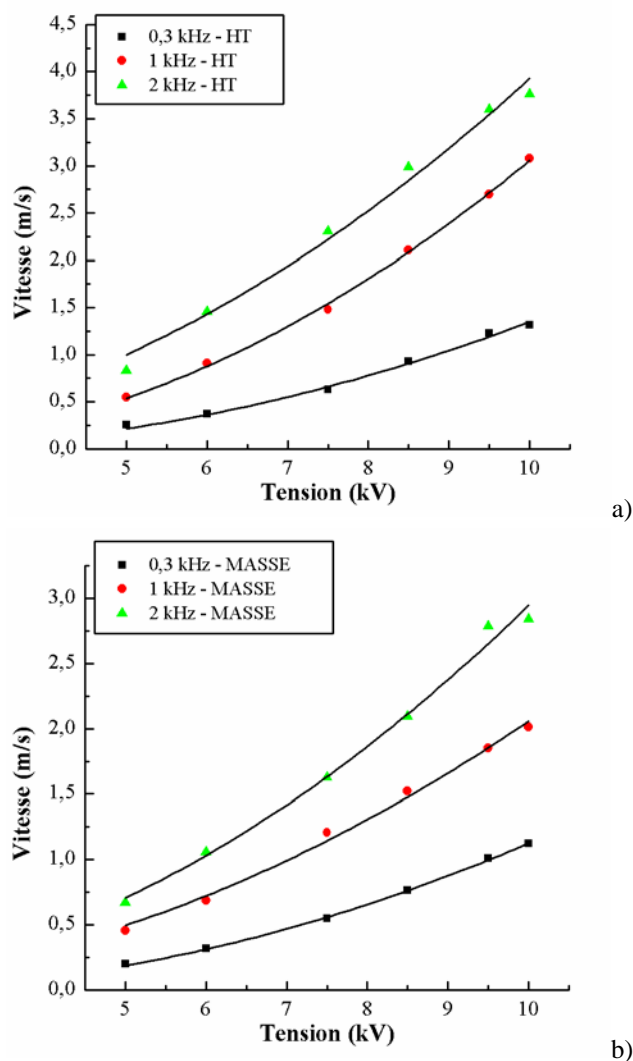 0,3 kHz - HT
1 kHz - HT
2 kHz - HT
4,5
4,0
3,5
3,0
2,5
2,0
1,5
1,0
0,5
0,0
Vitesse (m/s)
5 6 7 8 9 10
Tension (kV)
a)
0,3 kHz - MASSE
1 kHz - MASSE
2 kHz - MASSE
3,0
2,5
2,0
1,5
1,0
0,5
0,0
Vitesse (m/s)
5 6 7 8 9 10
Tension (kV)
b)